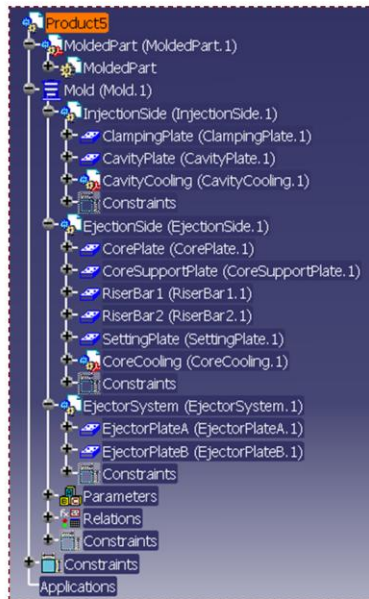 Product5
MoldedPart (MoldedPart.1)
MoldedPart
Mold (Mold.1)
InjectionSide (InjectionSide.1)
ClampingPlate (ClampingPlate.1)
CavityPlate (CavityPlate.1)
CavityCooling (CavityCooling.1)
Constraints
EjectionSide (EjectionSide.1)
CorePlate (CorePlate.1)
CoreSupportPlate (CoreSupportPlate.1)
RiserBar1 (RiserBar1.1)
RiserBar2 (RiserBar2.1)
SettingPlate (SettingPlate.1)
CoreCooling (CoreCooling.1)
Constraints
EjectorSystem (EjectorSystem.1)
EjectorPlateA (EjectorPlateA.1)
EjectorPlateB (EjectorPlateB.1)
Constraints
Parameters
Relations
Constraints
Constraints
Applications